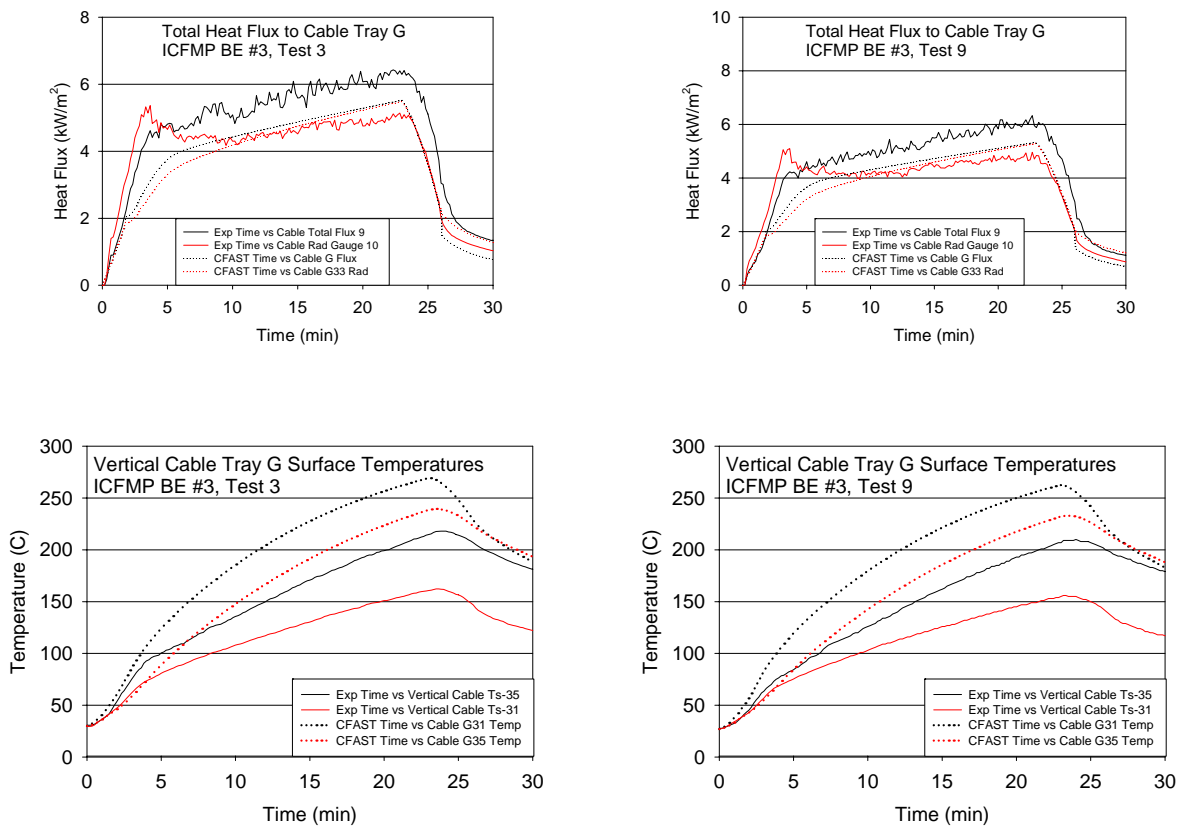 Total Heat Flux to Cable Tray G
ICFMP BE #3, Test 3
Heat Flux (kW/m²)
8
6
4
2
0
Exp Time vs Cable Total Flux 9
Exp Time vs Cable Rad Gauge 10
CFAST Time vs Cable G Flux
CFAST Time vs Cable G33 Rad
0 5 10 15 20 25 30
Time (min)
Total Heat Flux to Cable Tray G
ICFMP BE #3, Test 9
Heat Flux (kW/m²)
10
8
6
4
2
0
Exp Time vs Cable Total Flux 9
Exp Time vs Cable Rad Gauge 10
CFAST Time vs Cable G Flux
CFAST Time vs Cable G33 Rad
0 5 10 15 20 25 30
Time (min)
Vertical Cable Tray G Surface Temperatures
ICFMP BE #3, Test 3
Temperature (C)
300
250
200
150
100
50
0
Exp Time vs Vertical Cable Ts-35
Exp Time vs Vertical Cable Ts-31
CFAST Time vs Cable G31 Temp
CFAST Time vs Cable G35 Temp
0 5 10 15 20 25 30
Time (min)
Vertical Cable Tray G Surface Temperatures
ICFMP BE #3, Test 9
Temperature (C)
300
250
200
150
100
50
0
Exp Time vs Vertical Cable Ts-35
Exp Time vs Vertical Cable Ts-31
CFAST Time vs Cable G31 Temp
CFAST Time vs Cable G35 Temp
0 5 10 15 20 25 30
Time (min)